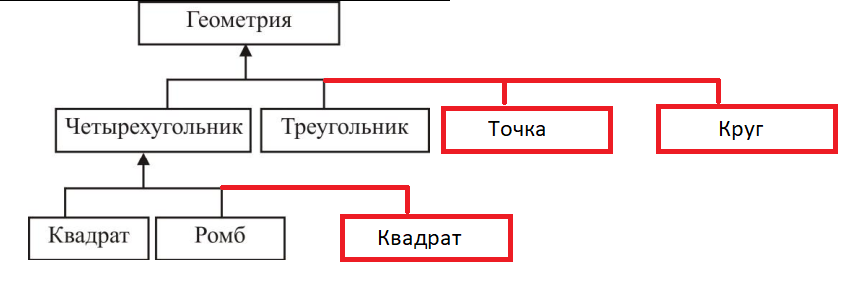 Геометрия
Четырехугольник
Треугольник
Точка
Круг
Квадрат
Ромб
Квадрат